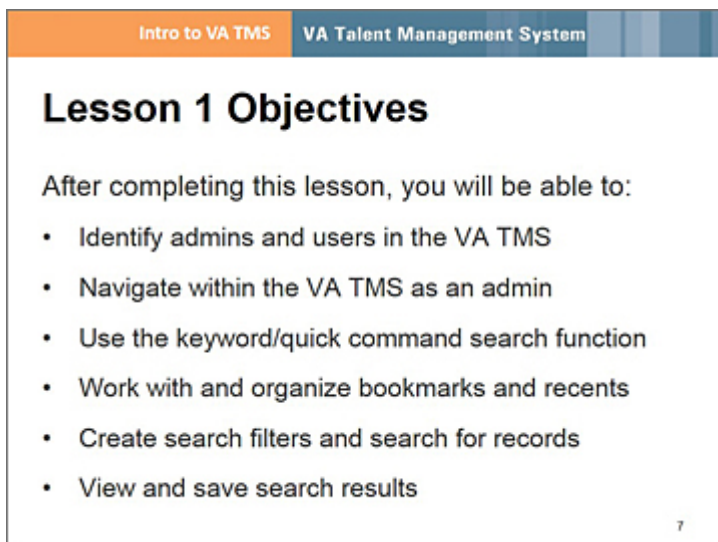 Intro to VA TMS VA Talent Management System
Lesson 1 Objectives
After completing this lesson, you will be able to:
• Identify admins and users in the VA TMS
• Navigate within the VA TMS as an admin
• Use the keyword/quick command search function
• Work with and organize bookmarks and recents
• Create search filters and search for records
• View and save search results
7